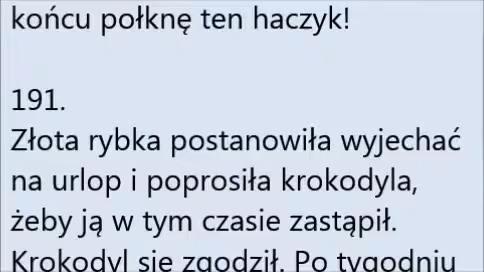 końcu połknę ten haczyk!
191.
Złota rybka postanowiła wyjechać
na urlop i poprosiła krokodyla,
żeby ją w tym czasie zastąpił.
Krokodyl się zgodził. Po tygodniu